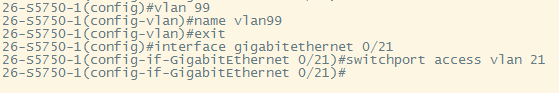 26-S5750-1(config)#vlan 99
26-S5750-1(config-vlan)#name vlan99
26-S5750-1(config-vlan)#exit
26-S5750-1(config)#interface gigabitethernet 0/21
26-S5750-1(config-if-GigabitEthernet 0/21)#switchport access vlan 21
26-S5750-1(config-if-GigabitEthernet 0/21)#